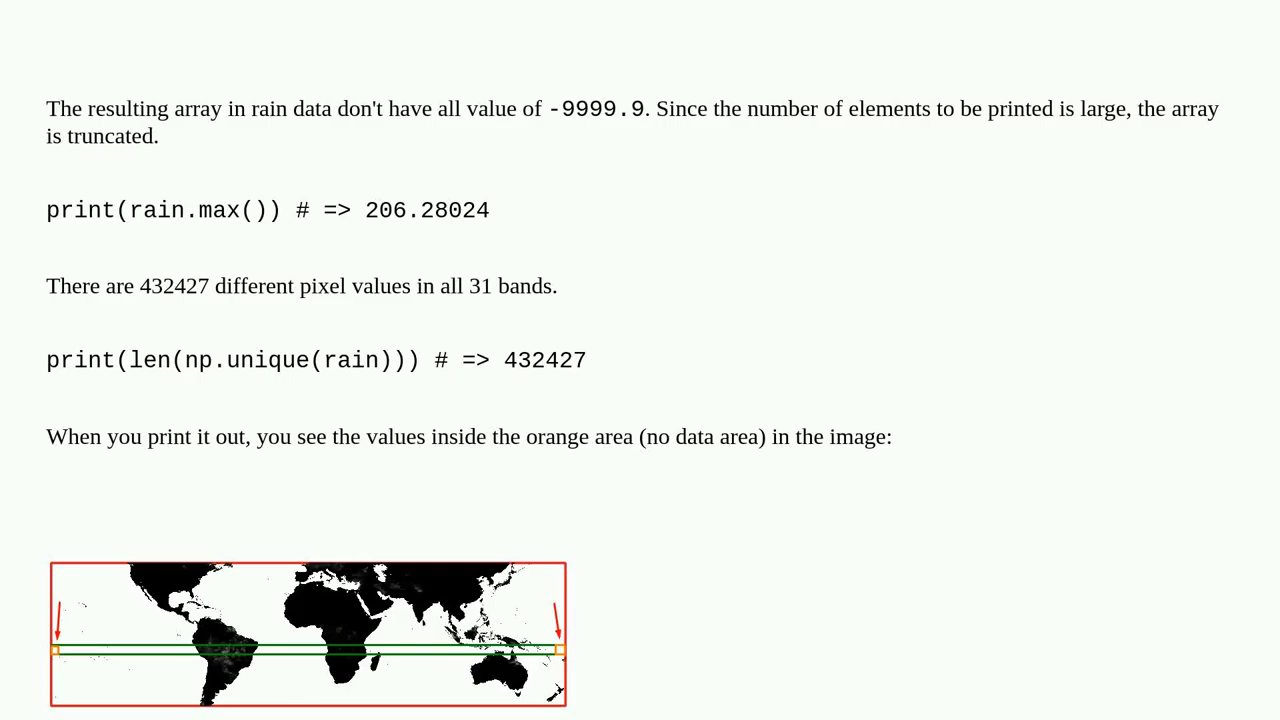 The resulting array in rain data don't have all value of -9999.9. Since the number of elements to be printed is large, the array
is truncated.
print(rain.max()) # => 206.28024
There are 432427 different pixel values in all 31 bands.
print(len(np.unique(rain))) # => 432427
When you print it out, you see the values inside the orange area (no data area) in the image: